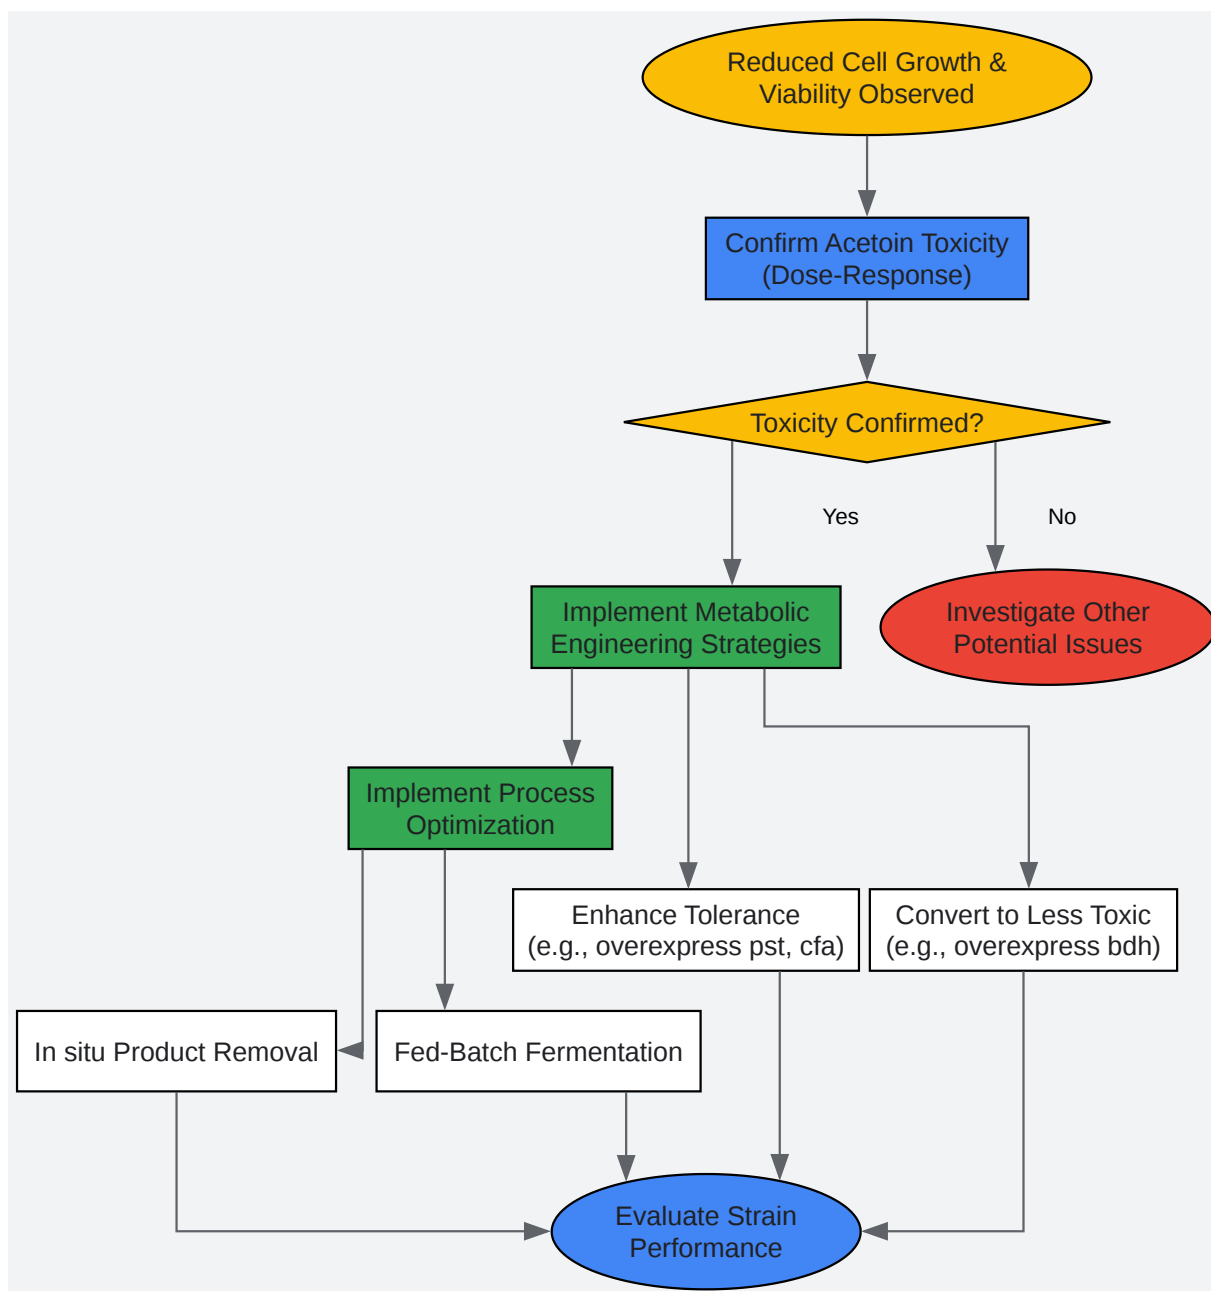 Reduced Cell Growth &
Viability Observed
Confirm Acetoin Toxicity
(Dose-Response)
Toxicity Confirmed?
Yes
No
Implement Metabolic
Engineering Strategies
Investigate Other
Potential Issues
Implement Process
Optimization
Enhance Tolerance
(e.g., overexpress pst, cfa)
Convert to Less Toxic
(e.g., overexpress bdh)
In situ Product Removal
Fed-Batch Fermentation
Evaluate Strain
Performance